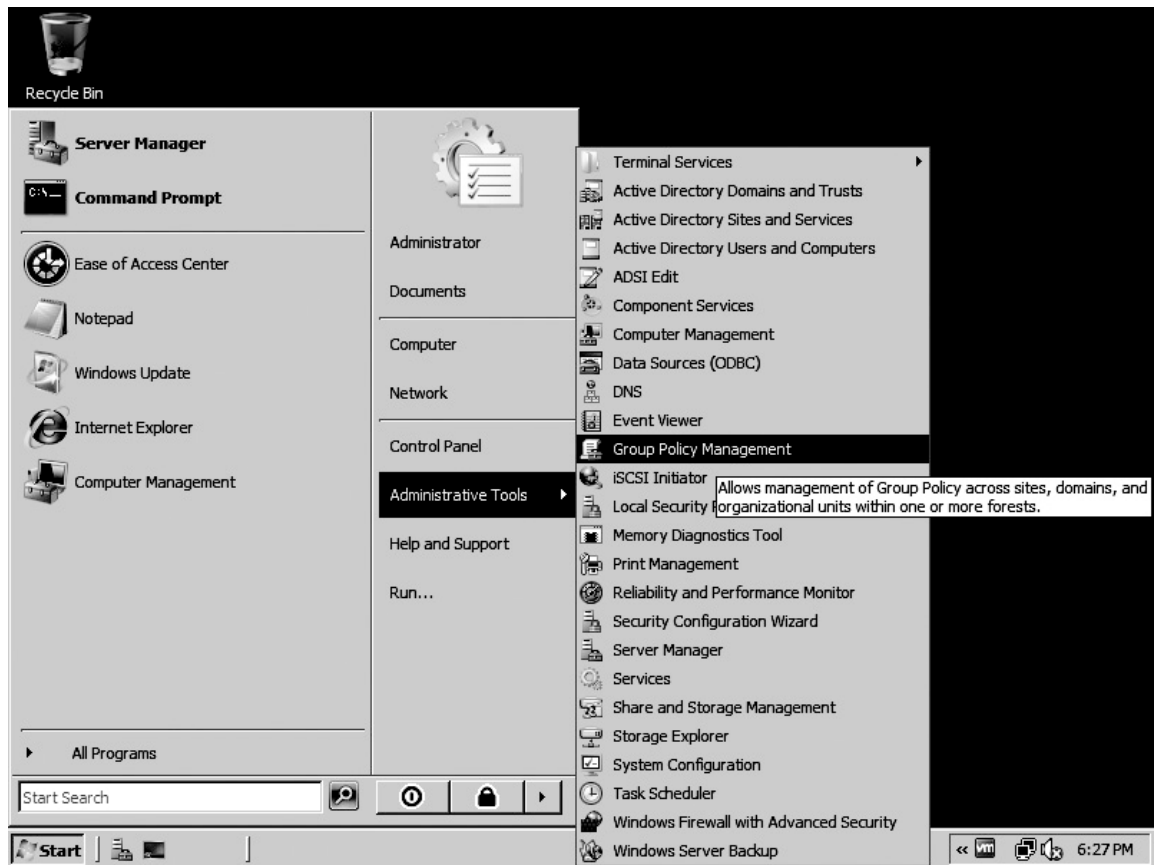 Recycle Bin
Server Manager
C:\
Command Prompt
Ease of Access Center
Notepad
Windows Update
Internet Explorer
Computer Management
All Programs
Start Search
Administrator
Documents
Computer
Network
Control Panel
Administrative Tools
Help and Support
Run...
Terminal Services
Active Directory Domains and Trusts
Active Directory Sites and Services
Active Directory Users and Computers
ADSI Edit
Component Services
Computer Management
Data Sources (ODBC)
DNS
Event Viewer
Group Policy Management
iSCSI Initiator
Allows management of Group Policy across sites, domains, and
organizational units within one or more forests.
Local Security
Memory Diagnostics Tool
Print Management
Reliability and Performance Monitor
Security Configuration Wizard
Server Manager
Services
Share and Storage Management
Storage Explorer
System Configuration
Task Scheduler
Windows Firewall with Advanced Security
Windows Server Backup
Start
« vm 6:27 PM